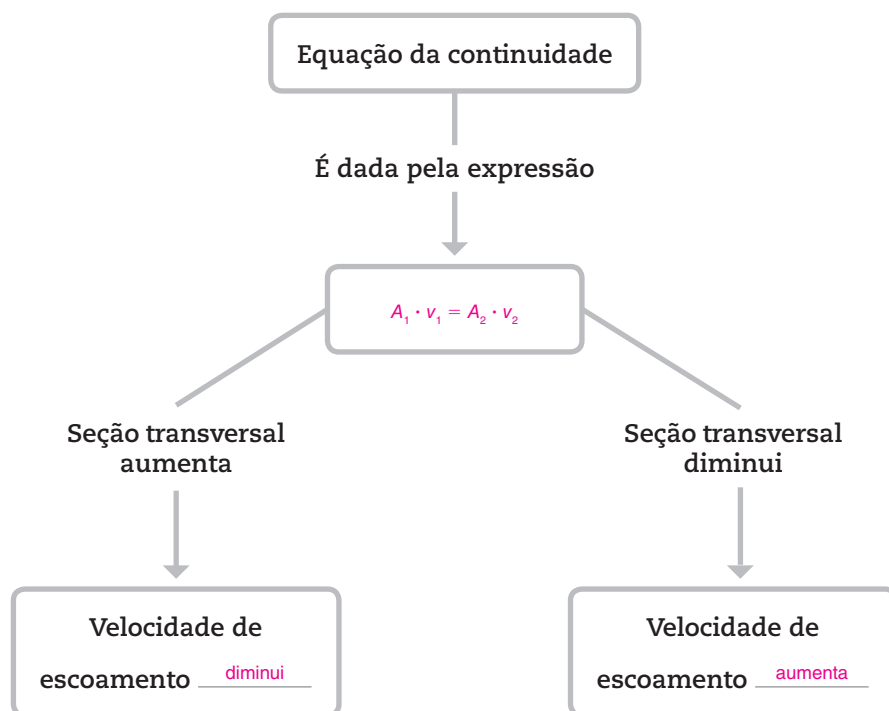 Equação da continuidade
É dada pela expressão
A₁ · v₁ = A₂ · v₂
Seção transversal
aumenta
Seção transversal
diminui
Velocidade de
escoamento diminui
Velocidade de
escoamento aumenta